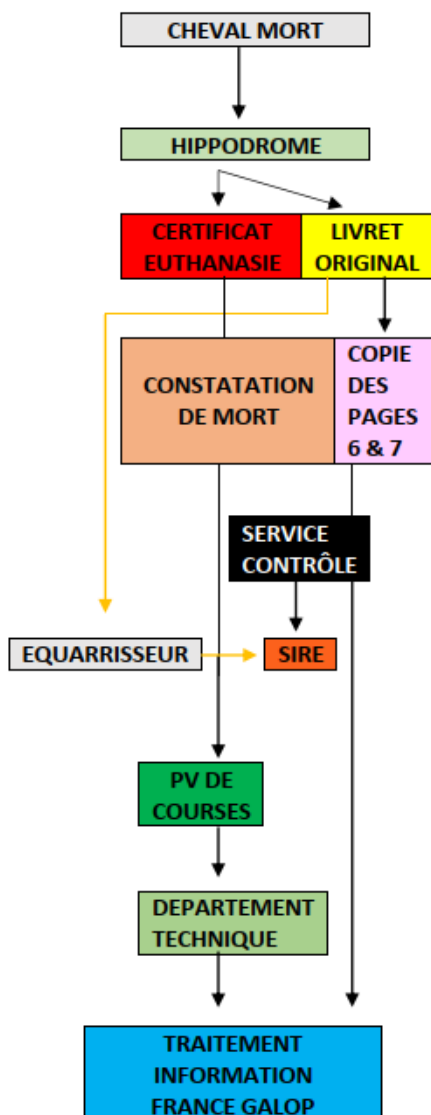 CHEVAL MORT
HIPPODROME
CERTIFICAT
EUTHANASIE
LIVRET
ORIGINAL
CONSTATATION
DE MORT
COPIE
DES
PAGES
6 & 7
SERVICE
CONTRÔLE
EQUARRISSEUR
SIRE
PV DE
COURSES
DEPARTEMENT
TECHNIQUE
TRAITEMENT
INFORMATION
FRANCE GALOP